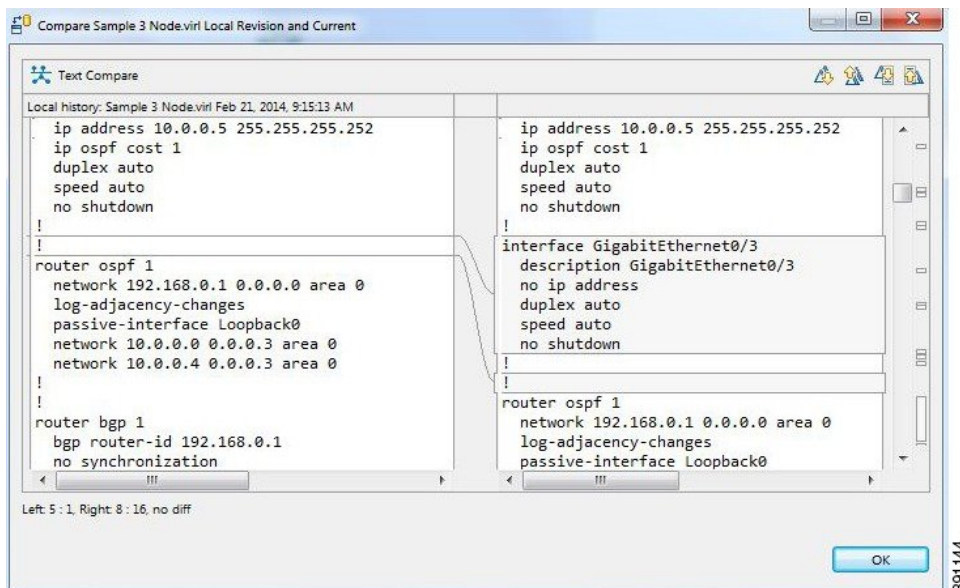 Compare Sample 3 Node.virl Local Revision and Current
Text Compare
Local history: Sample 3 Node.virl Feb 21, 2014, 9:15:13 AM
ip address 10.0.0.5 255.255.255.252
ip ospf cost 1
duplex auto
speed auto
no shutdown
!
!
router ospf 1
network 192.168.0.1 0.0.0.0 area 0
log-adjacency-changes
passive-interface Loopback0
network 10.0.0.0 0.0.0.3 area 0
network 10.0.0.4 0.0.0.3 area 0
!
!
router bgp 1
bgp router-id 192.168.0.1
no synchronization
ip address 10.0.0.5 255.255.255.252
ip ospf cost 1
duplex auto
speed auto
no shutdown
!
interface GigabitEthernet0/3
description GigabitEthernet0/3
no ip address
duplex auto
speed auto
no shutdown
!
!
router ospf 1
network 192.168.0.1 0.0.0.0 area 0
log-adjacency-changes
passive-interface Loopback0
Left: 5 : 1, Right: 8 : 16, no diff
OK
391144